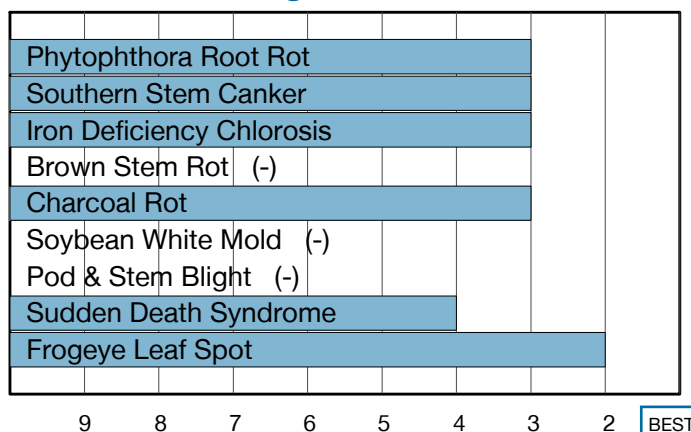 Phytophthora Root Rot
Southern Stem Canker
Iron Deficiency Chlorosis
Brown Stem Rot (-)
Charcoal Rot
Soybean White Mold (-)
Pod & Stem Blight (-)
Sudden Death Syndrome
Frogeye Leaf Spot
9 8 7 6 5 4 3 2 BEST